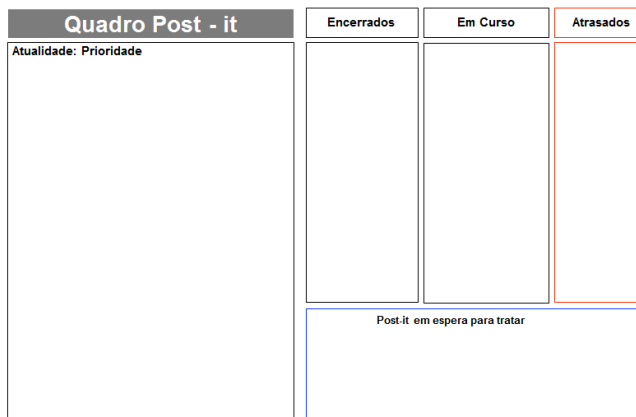 Quadro Post - it
Encerrados
Em Curso
Atrasados
Atualidade: Prioridade
Post-it em espera para tratar